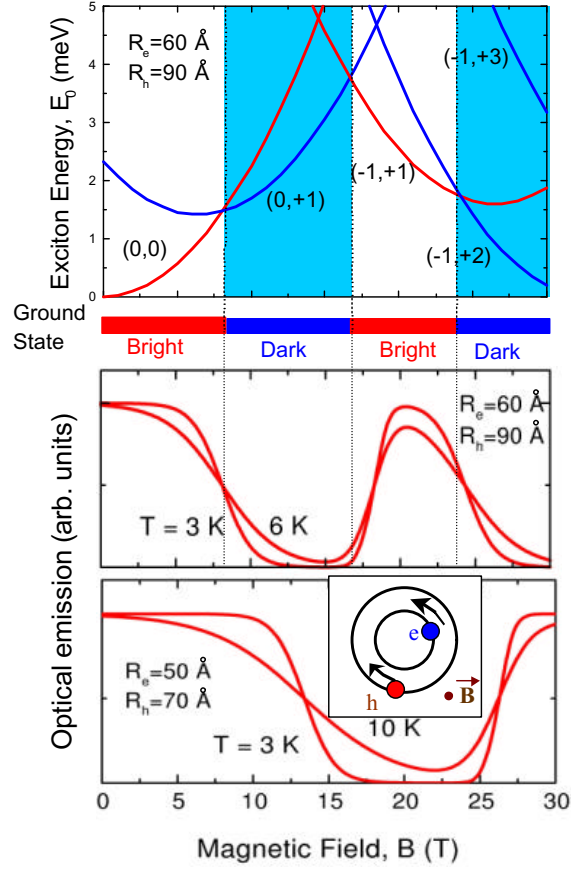 Exciton Energy, E₀ (meV)
5
4
3
2
1
0
Rₑ=60 Å
Rₕ=90 Å
(-1,+3)
(0,+1)
(-1,+1)
(0,0)
(-1,+2)
Ground
State
Bright
Dark
Bright
Dark
Optical emission (arb. units)
Rₑ=60 Å
Rₕ=90 Å
T = 3 K
6 K
e
h
B
Rₑ=50 Å
Rₕ=70 Å
T = 3 K
10 K
0
5
10
15
20
25
30
Magnetic Field, B (T)